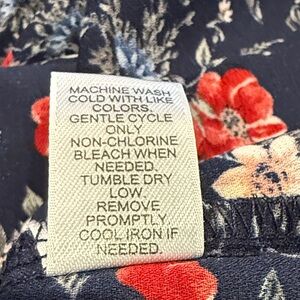 MACHINE WASH
COLD WITH LIKE
COLORS.
GENTLE CYCLE
ONLY
NON-CHLORINE
BLEACH WHEN
NEEDED.
TUMBLE DRY
LOW
REMOVE
PROMPTLY
COOL IRON IF
NEEDED.